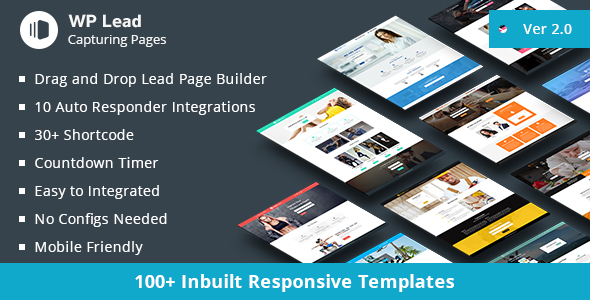 WP Lead
Capturing Pages
Ver 2.0
Drag and Drop Lead Page Builder
10 Auto Responder Integrations
30+ Shortcode
Countdown Timer
Easy to Integrated
No Configs Needed
Mobile Friendly
100+ Inbuilt Responsive Templates